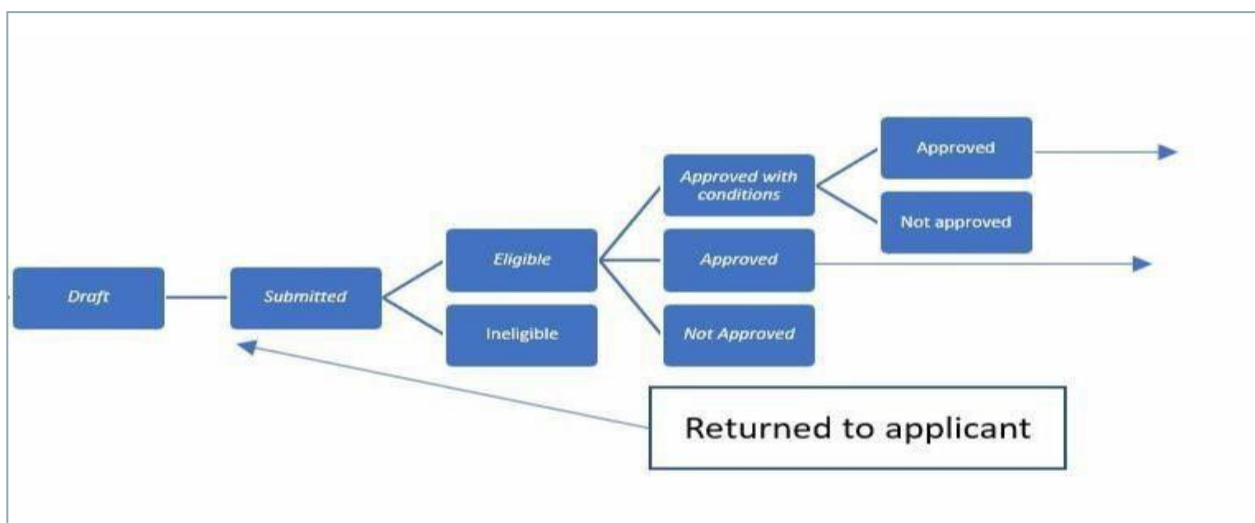 Draft
Submitted
Eligible
Ineligible
Approved with
conditions
Approved
Not Approved
Approved
Not approved
Returned to applicant